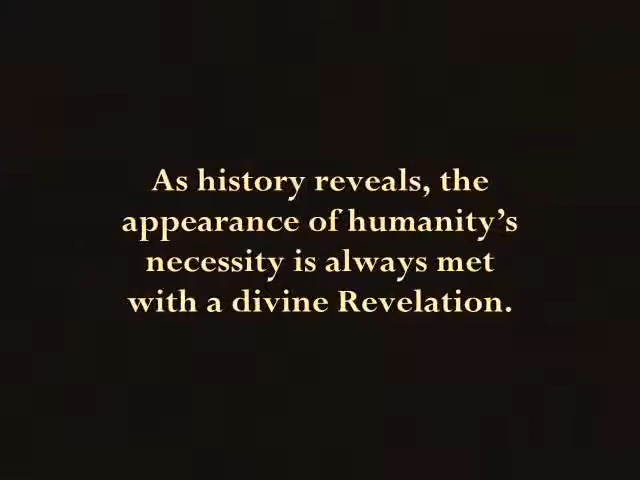 As history reveals, the
appearance of humanity’s
necessity is always met
with a divine Revelation.